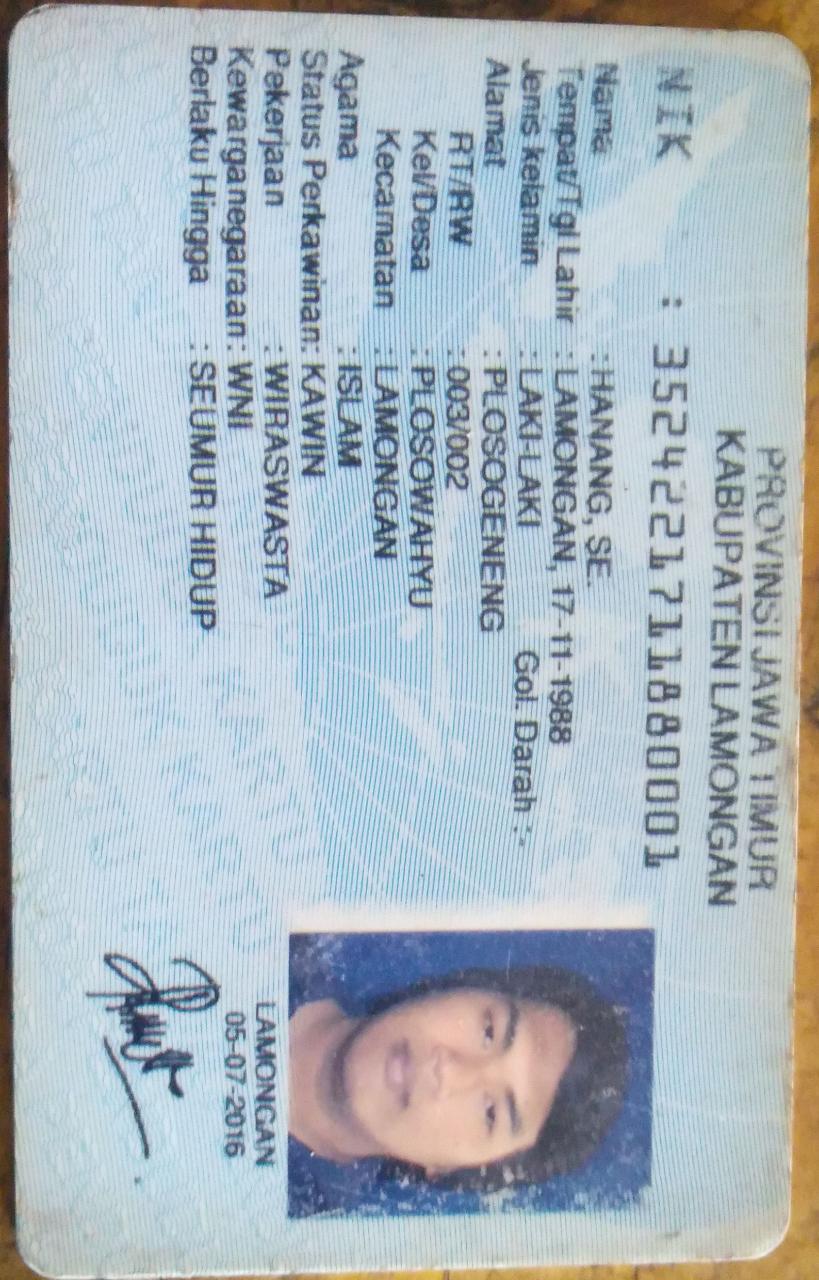 PROVINSI JAWA TIMUR
KABUPATEN LAMONGAN
NIK : 3524221711880001
Nama : HANANG, SE.
Tempat/Tgl Lahir : LAMONGAN, 17-11-1988
Jenis kelamin : LAKI-LAKI Gol. Darah :-
Alamat : PLOSOGENENG
RT/RW : 003/002
Kel/Desa : PLOSOWAHYU
Kecamatan : LAMONGAN
Agama : ISLAM
Status Perkawinan: KAWIN
Pekerjaan : WIRASWASTA
Kewarganegaraan: WNI
Berlaku Hingga : SEUMUR HIDUP
LAMONGAN
05-07-2016